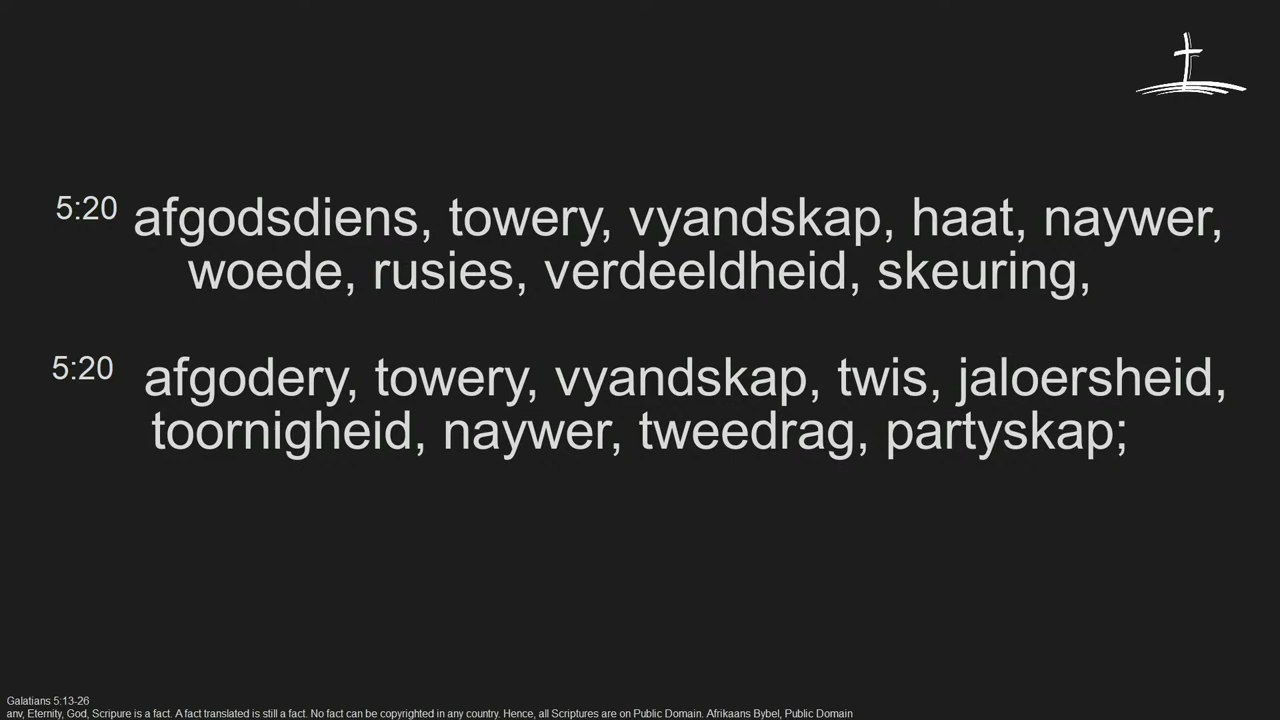 5:20 afgodsdiens, towery, vyandskap, haat, naywer,
woede, rusies, verdeeldheid, skeuring,
5:20 afgodery, towery, vyandskap, twis, jaloersheid,
toornigheid, naywer, tweedrag, partyskap;
Galatians 5:13-26
anv, Eternity, God, Scripure is a fact. A fact translated is still a fact. No fact can be copyrighted in any country. Hence, all Scriptures are on Public Domain. Afrikaans Bybel, Public Domain